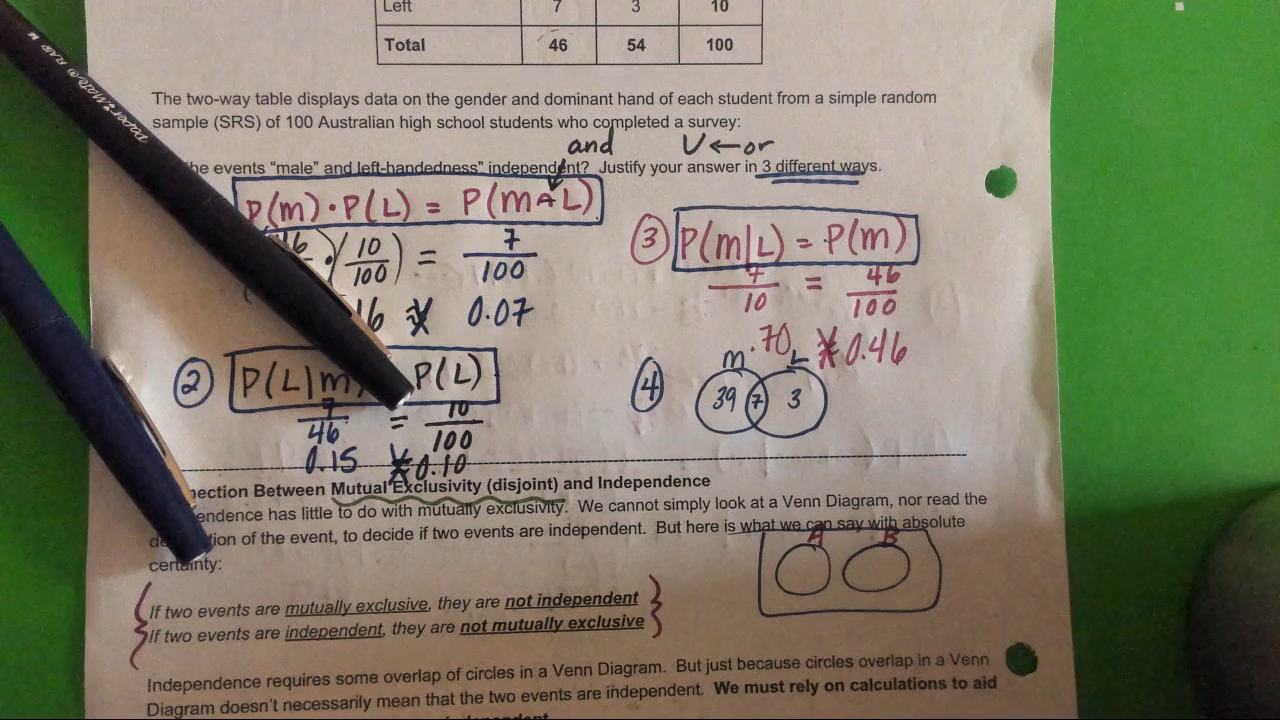 Left 7 3 10
Total 46 54 100
The two-way table displays data on the gender and dominant hand of each student from a simple random
sample (SRS) of 100 Australian high school students who completed a survey:
and U←or
events "male" and left-handedness" independent? Justify your answer in 3 different ways.
P(m)·P(L) = P(m∩L)
10/100) = 7/100
≠ 0.07
③ P(m|L) = P(m)
7/10 = 46/100
.70 ≠ 0.46
② P(L|m) P(L)
7/46 = 10/100
0.15 ≠ 0.10
④ M L
39 7 3
Between Mutual Exclusivity (disjoint) and Independence
has little to do with mutually exclusivity. We cannot simply look at a Venn Diagram, nor read the
of the event, to decide if two events are independent. But here is what we can say with absolute
certainty:
A B
If two events are mutually exclusive, they are not independent
If two events are independent, they are not mutually exclusive
Independence requires some overlap of circles in a Venn Diagram. But just because circles overlap in a Venn
Diagram doesn't necessarily mean that the two events are independent. We must rely on calculations to aid
Paper Mate® FLAIR M